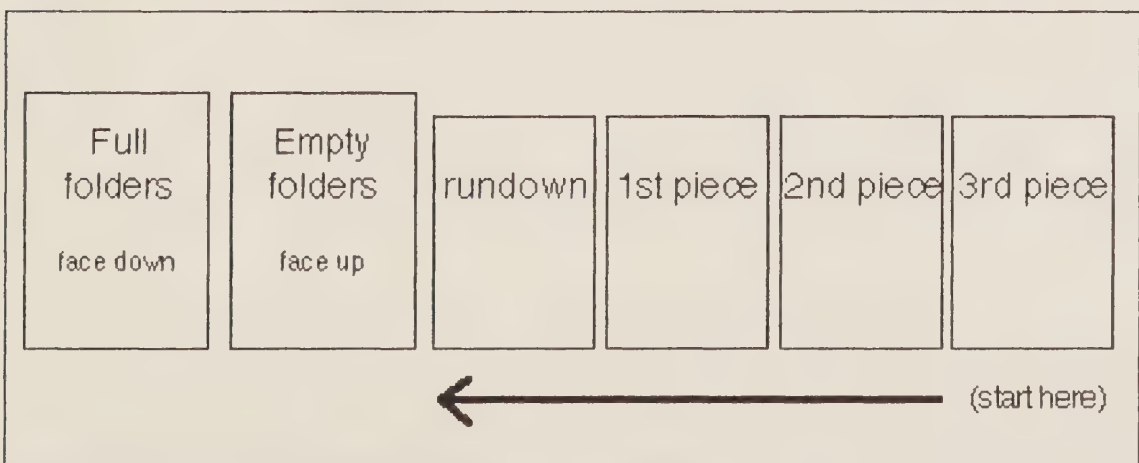 Full
folders
face down
Empty
folders
face up
rundown
1st piece
2nd piece
3rd piece
(start here)